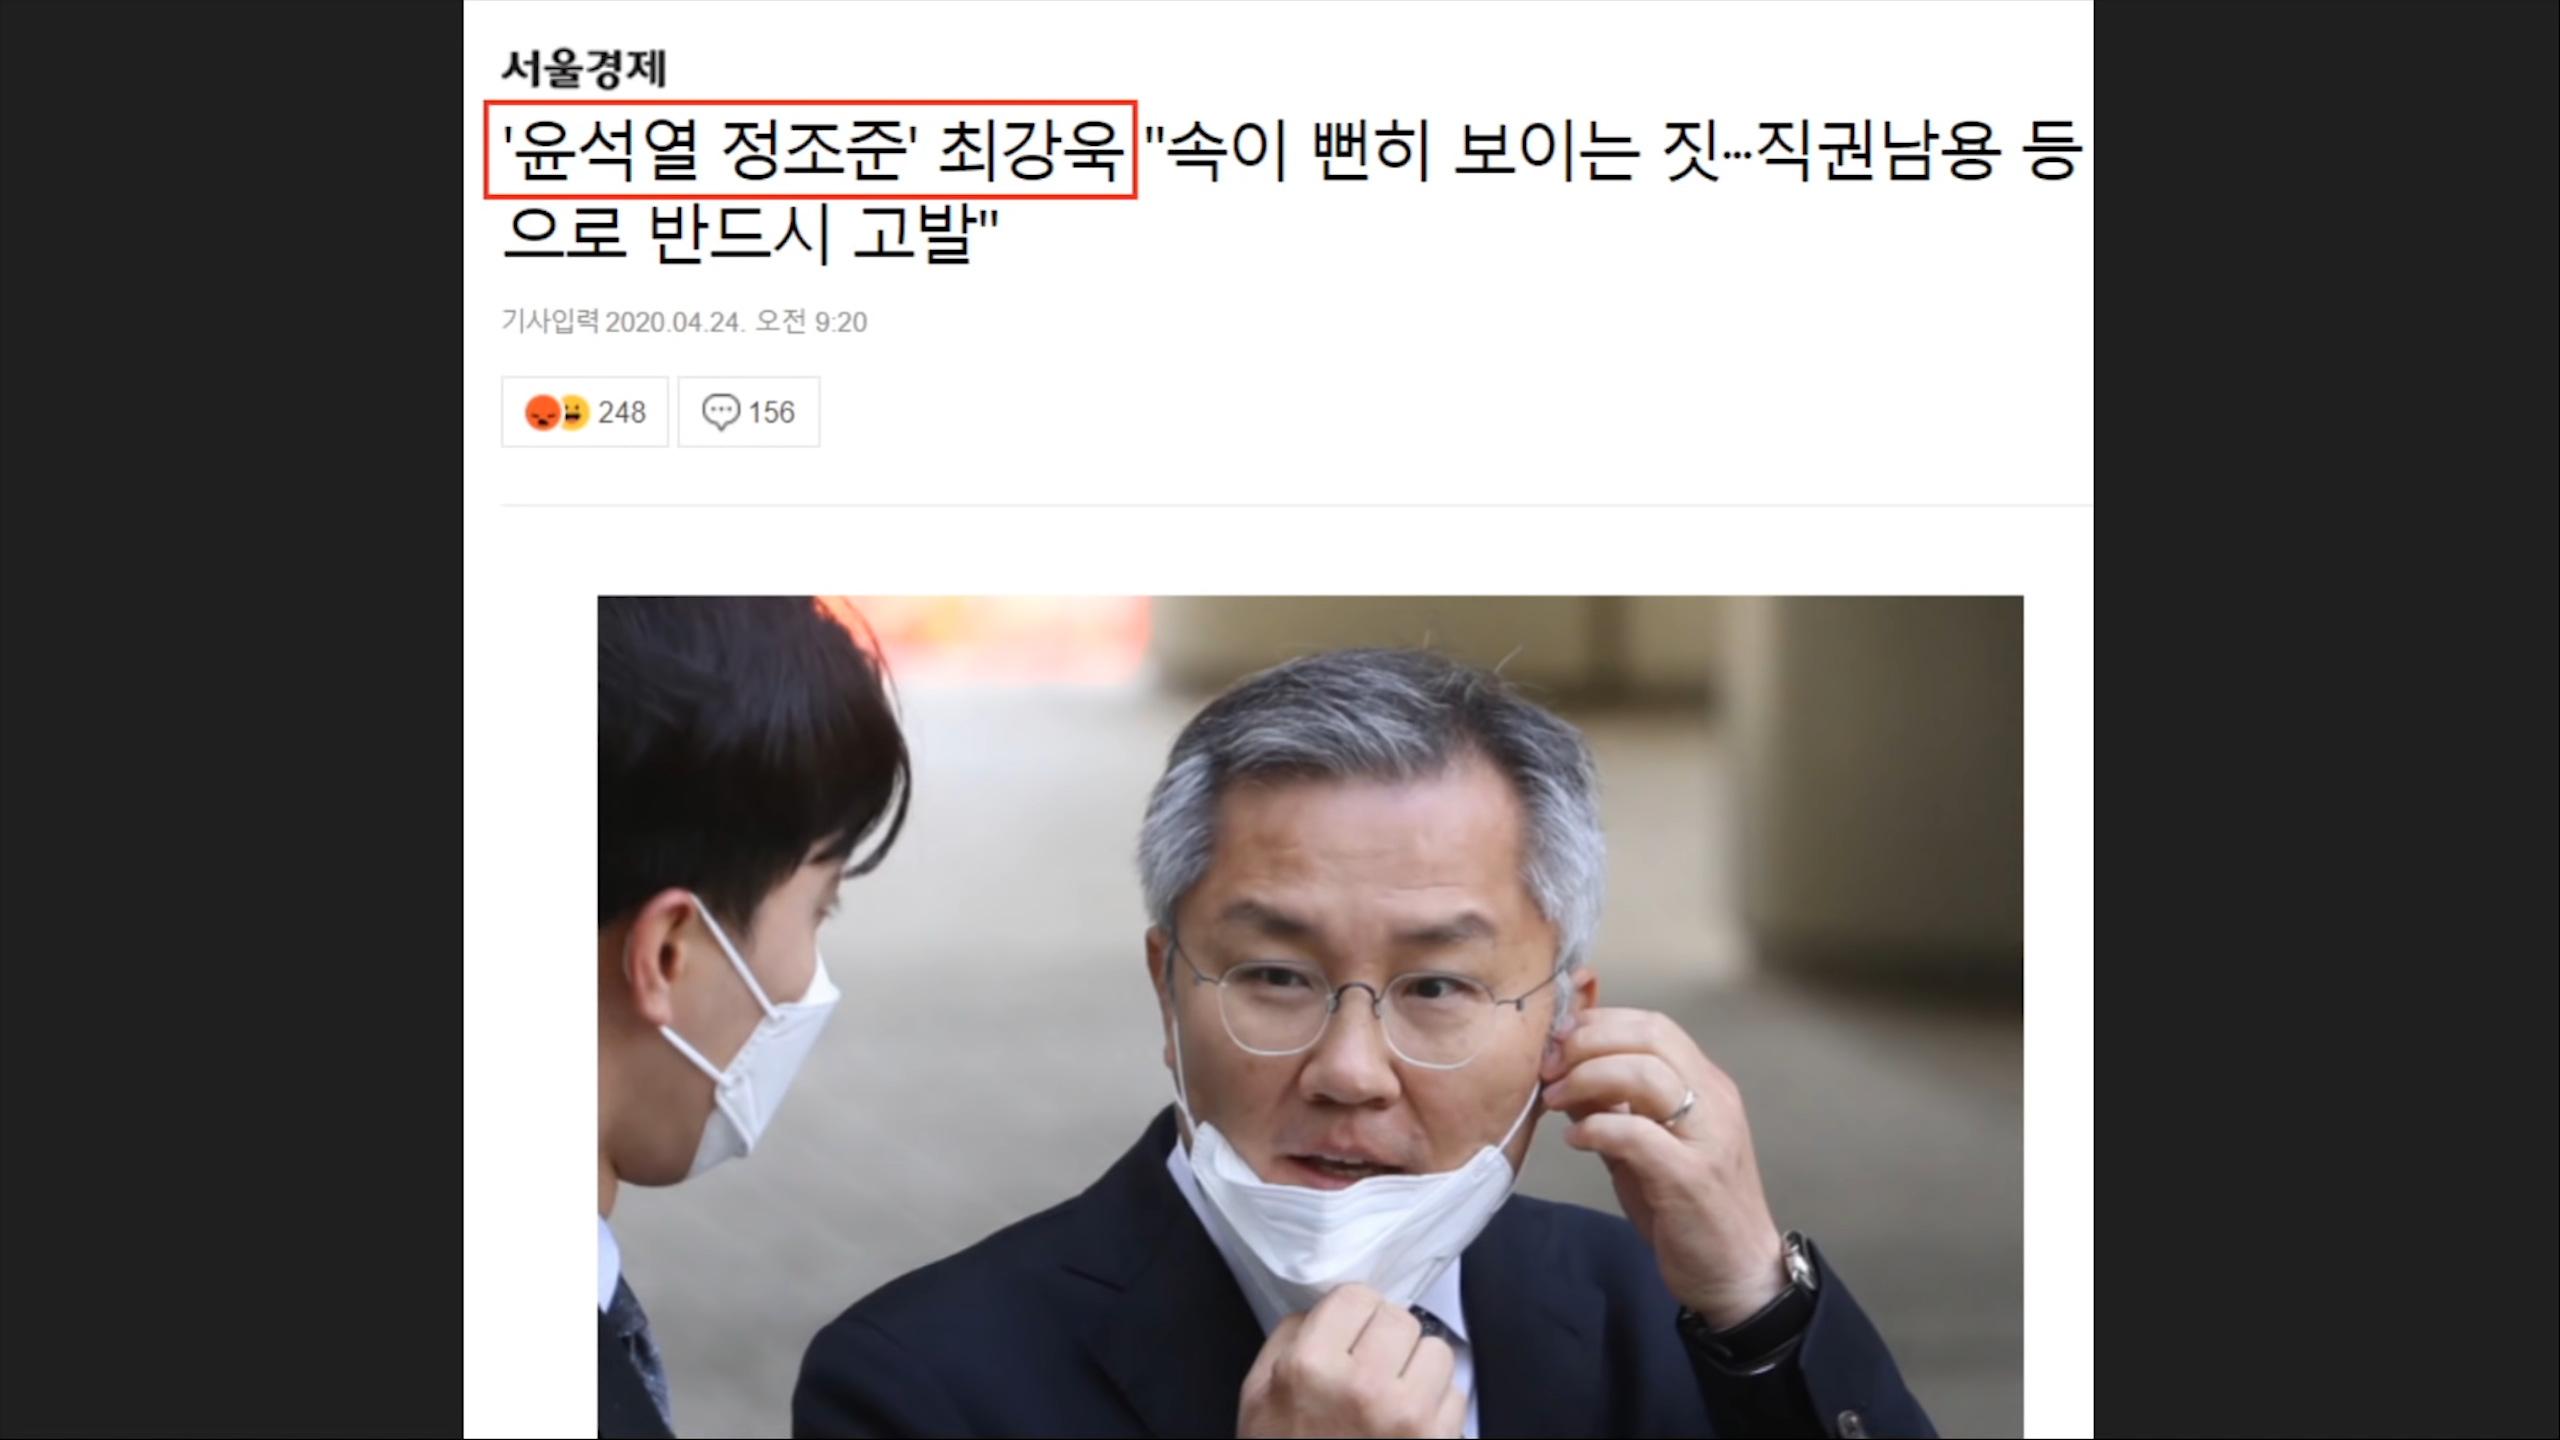 서울경제
'윤석열 정조준' 최강욱 "속이 뻔히 보이는 짓…직권남용 등
으로 반드시 고발"
기사입력 2020.04.24. 오전 9:20
248 156